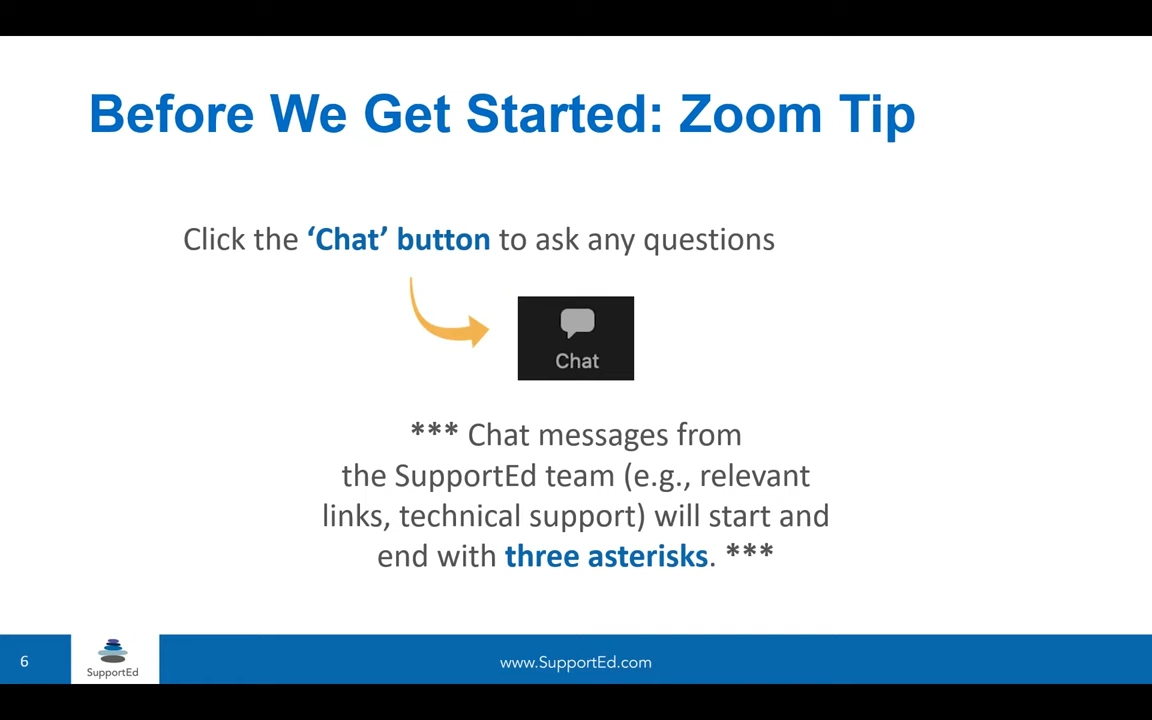 Before We Get Started: Zoom Tip
Click the ‘Chat’ button to ask any questions
Chat
*** Chat messages from
the SupportEd team (e.g., relevant
links, technical support) will start and
end with three asterisks. ***
6
SupportEd
www.SupportEd.com